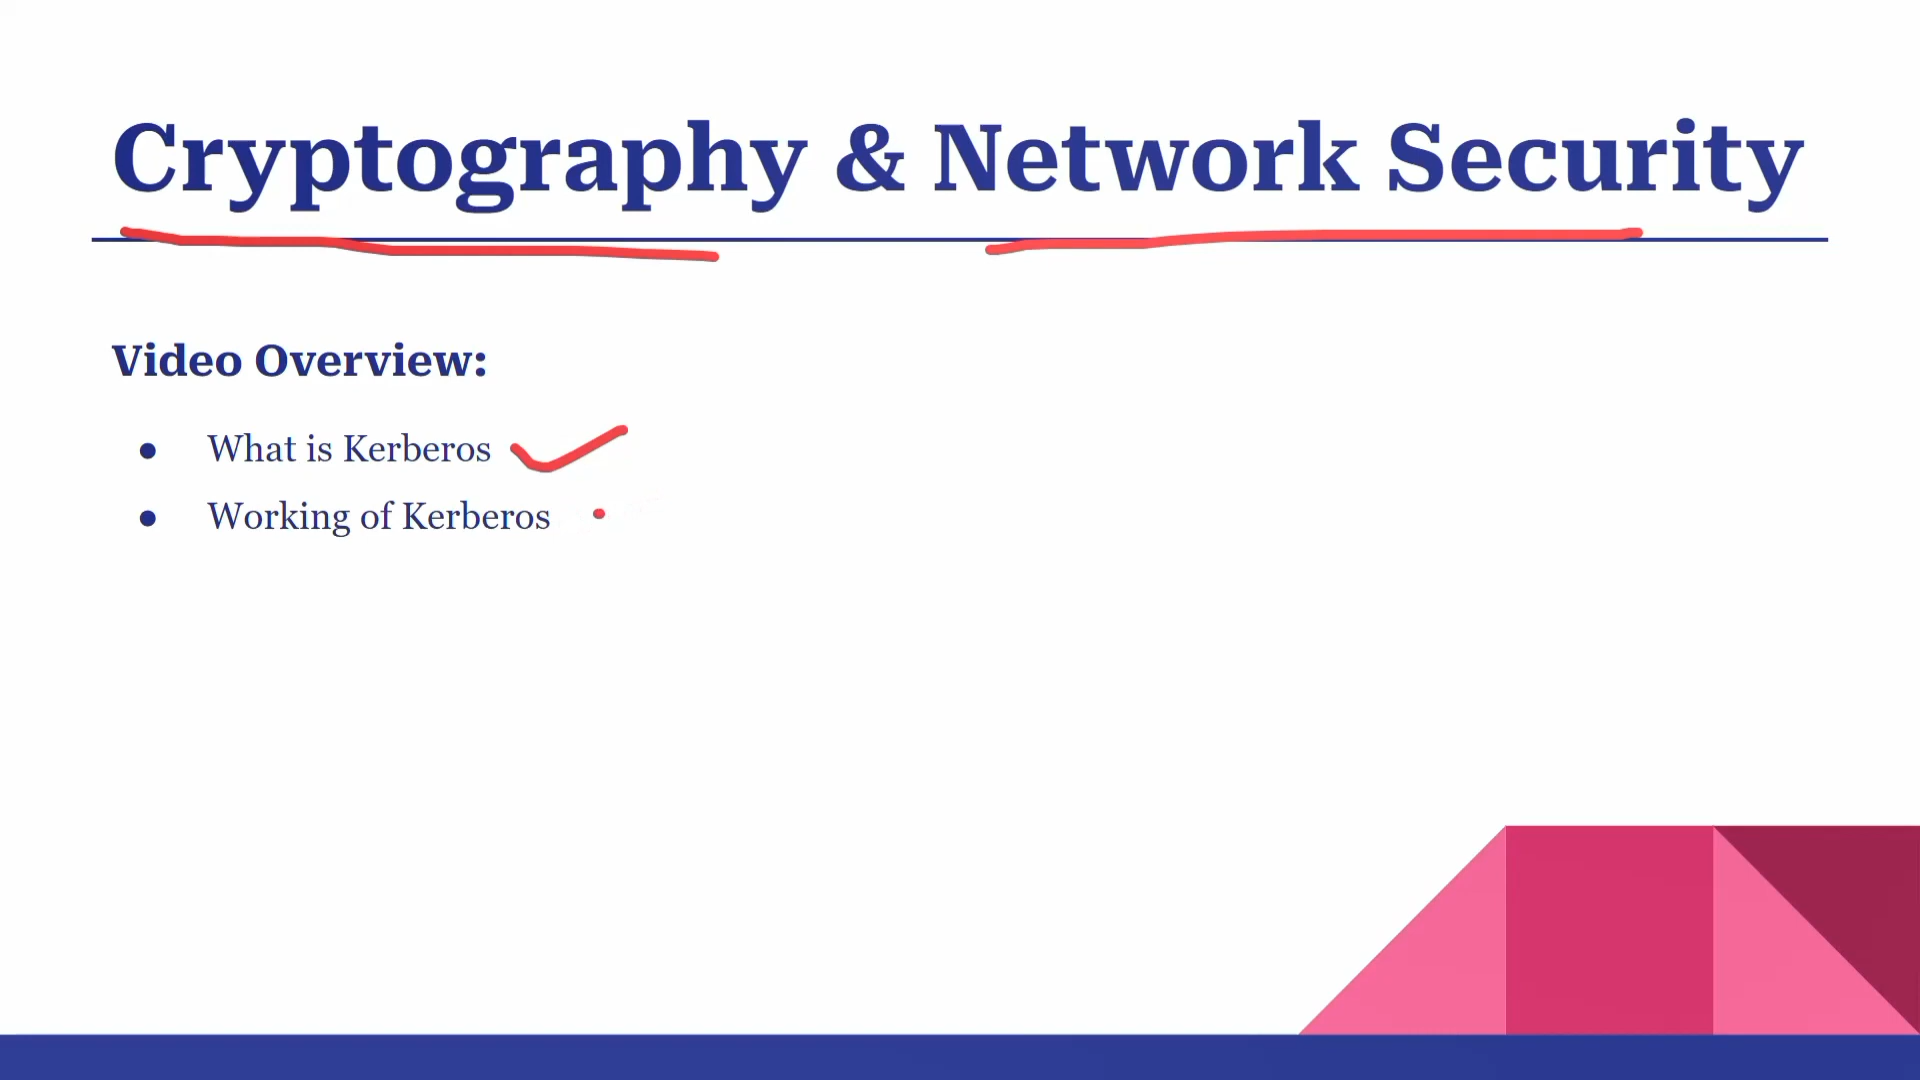 Cryptography & Network Security
Video Overview:
● What is Kerberos
● Working of Kerberos